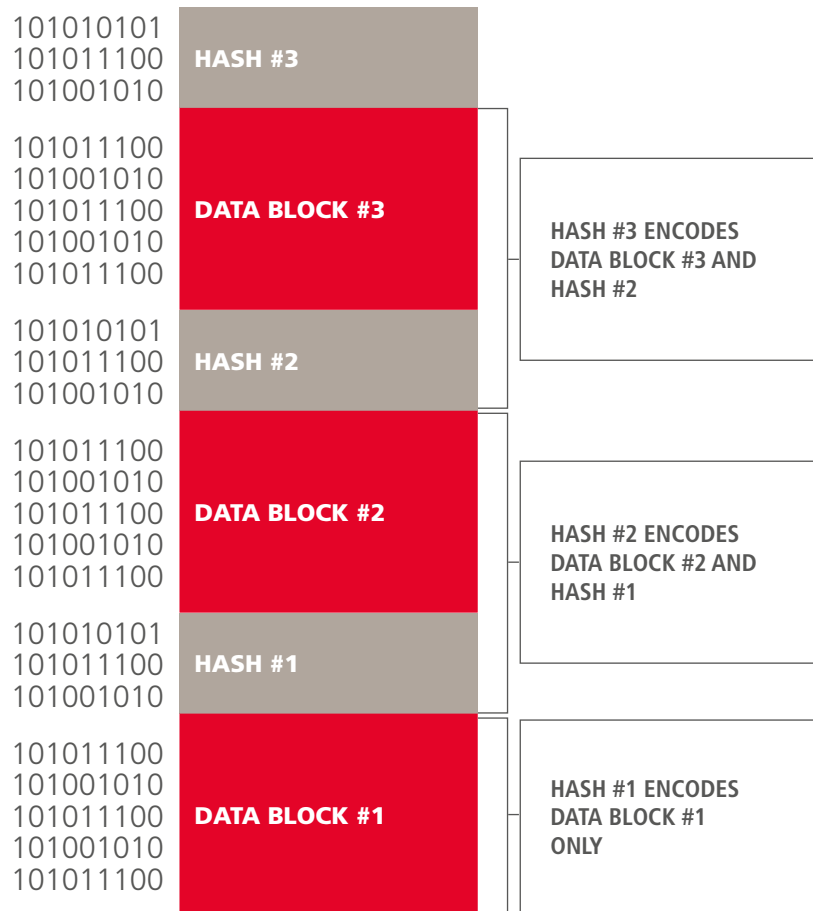 101010101
101011100
101001010
HASH #3
101011100
101001010
101011100
101001010
101011100
DATA BLOCK #3
HASH #3 ENCODES
DATA BLOCK #3 AND
HASH #2
101010101
101011100
101001010
HASH #2
101011100
101001010
101011100
101001010
101011100
DATA BLOCK #2
HASH #2 ENCODES
DATA BLOCK #2 AND
HASH #1
101010101
101011100
101001010
HASH #1
101011100
101001010
101011100
101001010
101011100
DATA BLOCK #1
HASH #1 ENCODES
DATA BLOCK #1
ONLY